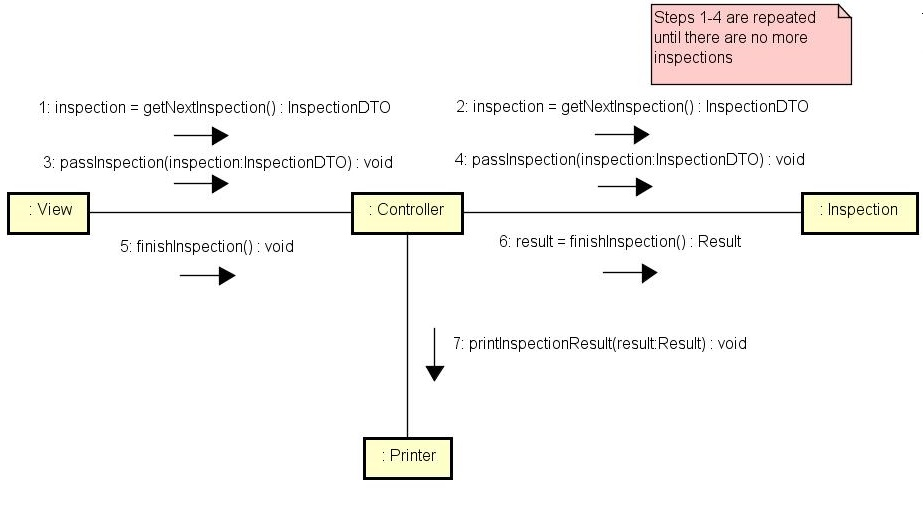 Steps 1-4 are repeated
until there are no more
inspections
1: inspection = getNextInspection() : InspectionDTO
2: inspection = getNextInspection() : InspectionDTO
3: passInspection(inspection:InspectionDTO) : void
4: passInspection(inspection:InspectionDTO) : void
: View
: Controller
: Inspection
5: finishInspection() : void
6: result = finishInspection() : Result
7: printInspectionResult(result:Result) : void
: Printer